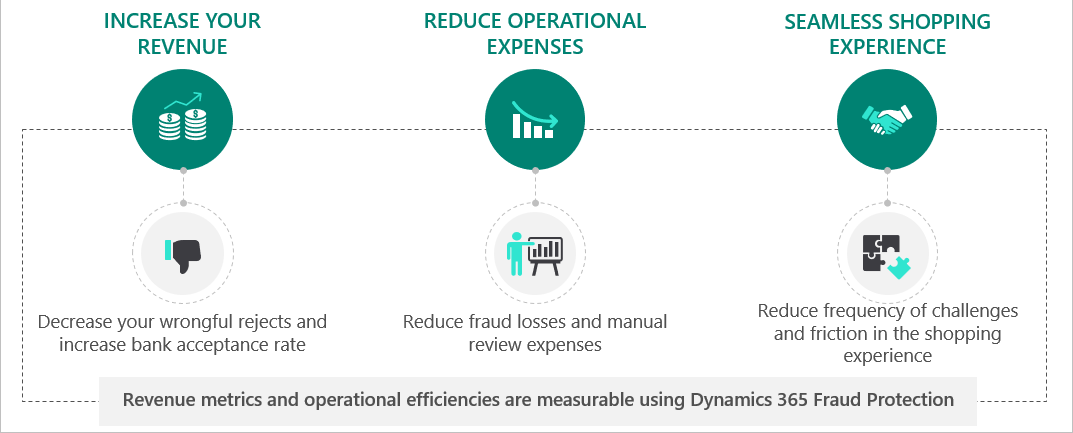 INCREASE YOUR
REVENUE
REDUCE OPERATIONAL
EXPENSES
SEAMLESS SHOPPING
EXPERIENCE
$
$
Decrease your wrongful rejects and
increase bank acceptance rate
Reduce fraud losses and manual
review expenses
Reduce frequency of challenges
and friction in the shopping
experience
Revenue metrics and operational efficiencies are measurable using Dynamics 365 Fraud Protection